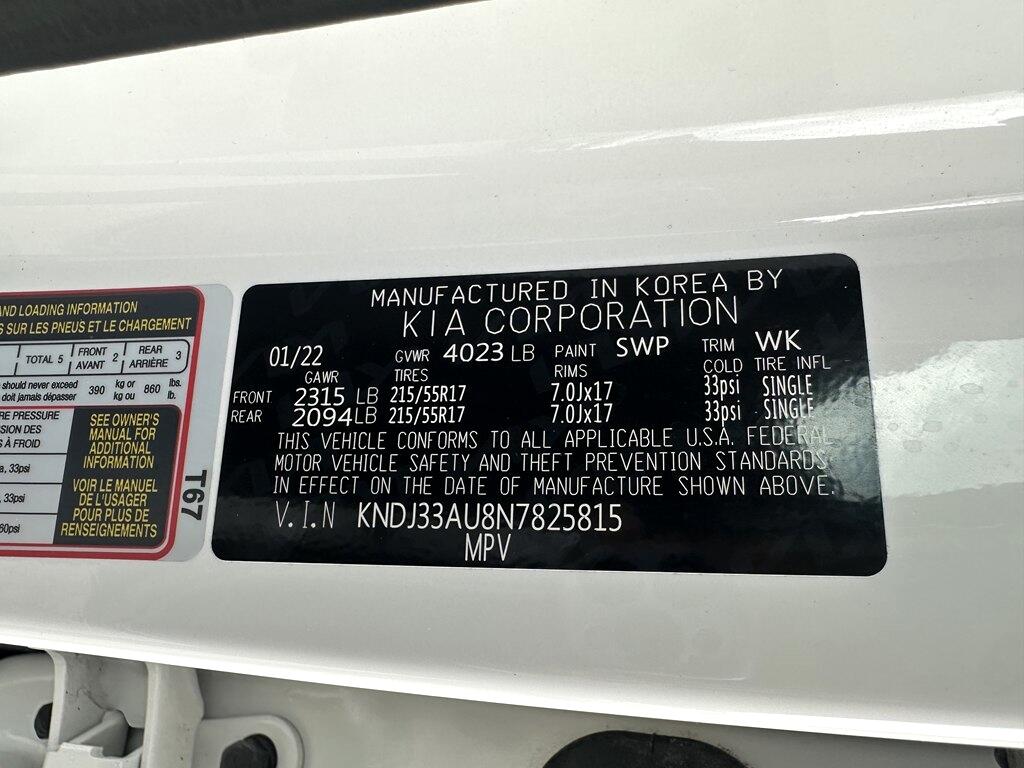 AND LOADING INFORMATION
SUR LES PNEUS ET LE CHARGEMENT
TOTAL 5 FRONT AVANT 2 REAR ARRIÈRE 3
should never exceed 390 kg or 860 lbs.
doit jamais dépasser kg ou lb.
PRESSURE
DES
À FROID
33psi
33psi
60psi
SEE OWNER'S
MANUAL FOR
ADDITIONAL
INFORMATION
VOIR LE MANUEL
DE L'USAGER
POUR PLUS DE
RENSEIGNEMENTS
T67
MANUFACTURED IN KOREA BY
KIA CORPORATION
01/22 GVWR 4023 LB PAINT SWP TRIM WK
GAWR TIRES RIMS COLD TIRE INFL
FRONT 2315 LB 215/55R17 7.0Jx17 33psi SINGLE
REAR 2094LB 215/55R17 7.0Jx17 33psi SINGLE
THIS VEHICLE CONFORMS TO ALL APPLICABLE U.S.A. FEDERAL
MOTOR VEHICLE SAFETY AND THEFT PREVENTION STANDARDS
IN EFFECT ON THE DATE OF MANUFACTURE SHOWN ABOVE.
V.I.N KNDJ33AU8N7825815
MPV